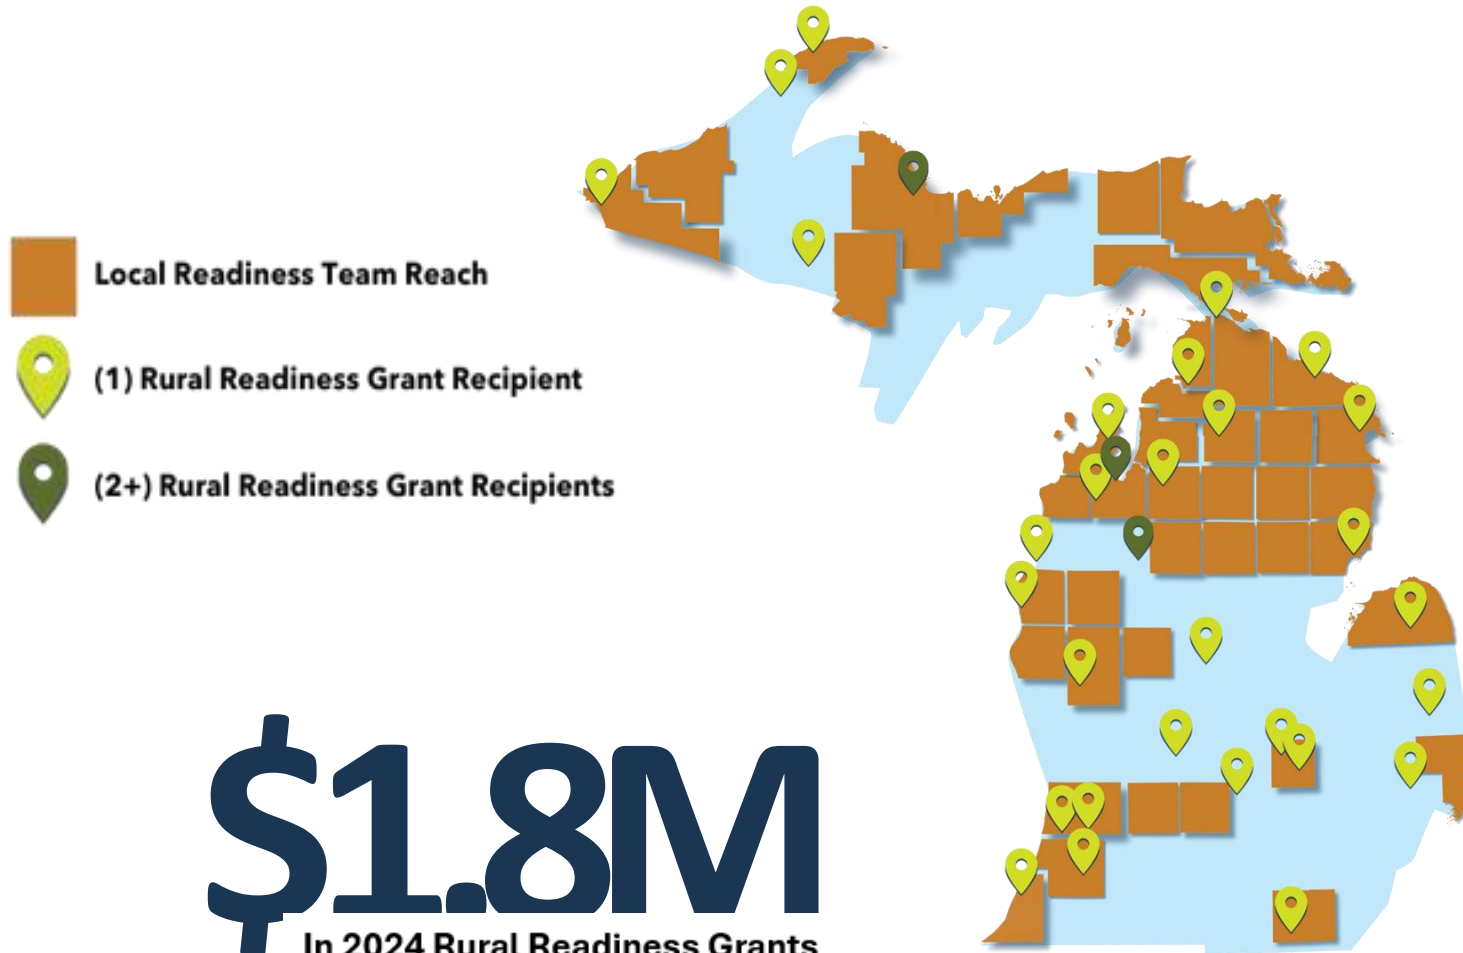 Local Readiness Team Reach
(1) Rural Readiness Grant Recipient
(2+) Rural Readiness Grant Recipients
$1.8M
In 2024 Rural Readiness Grants